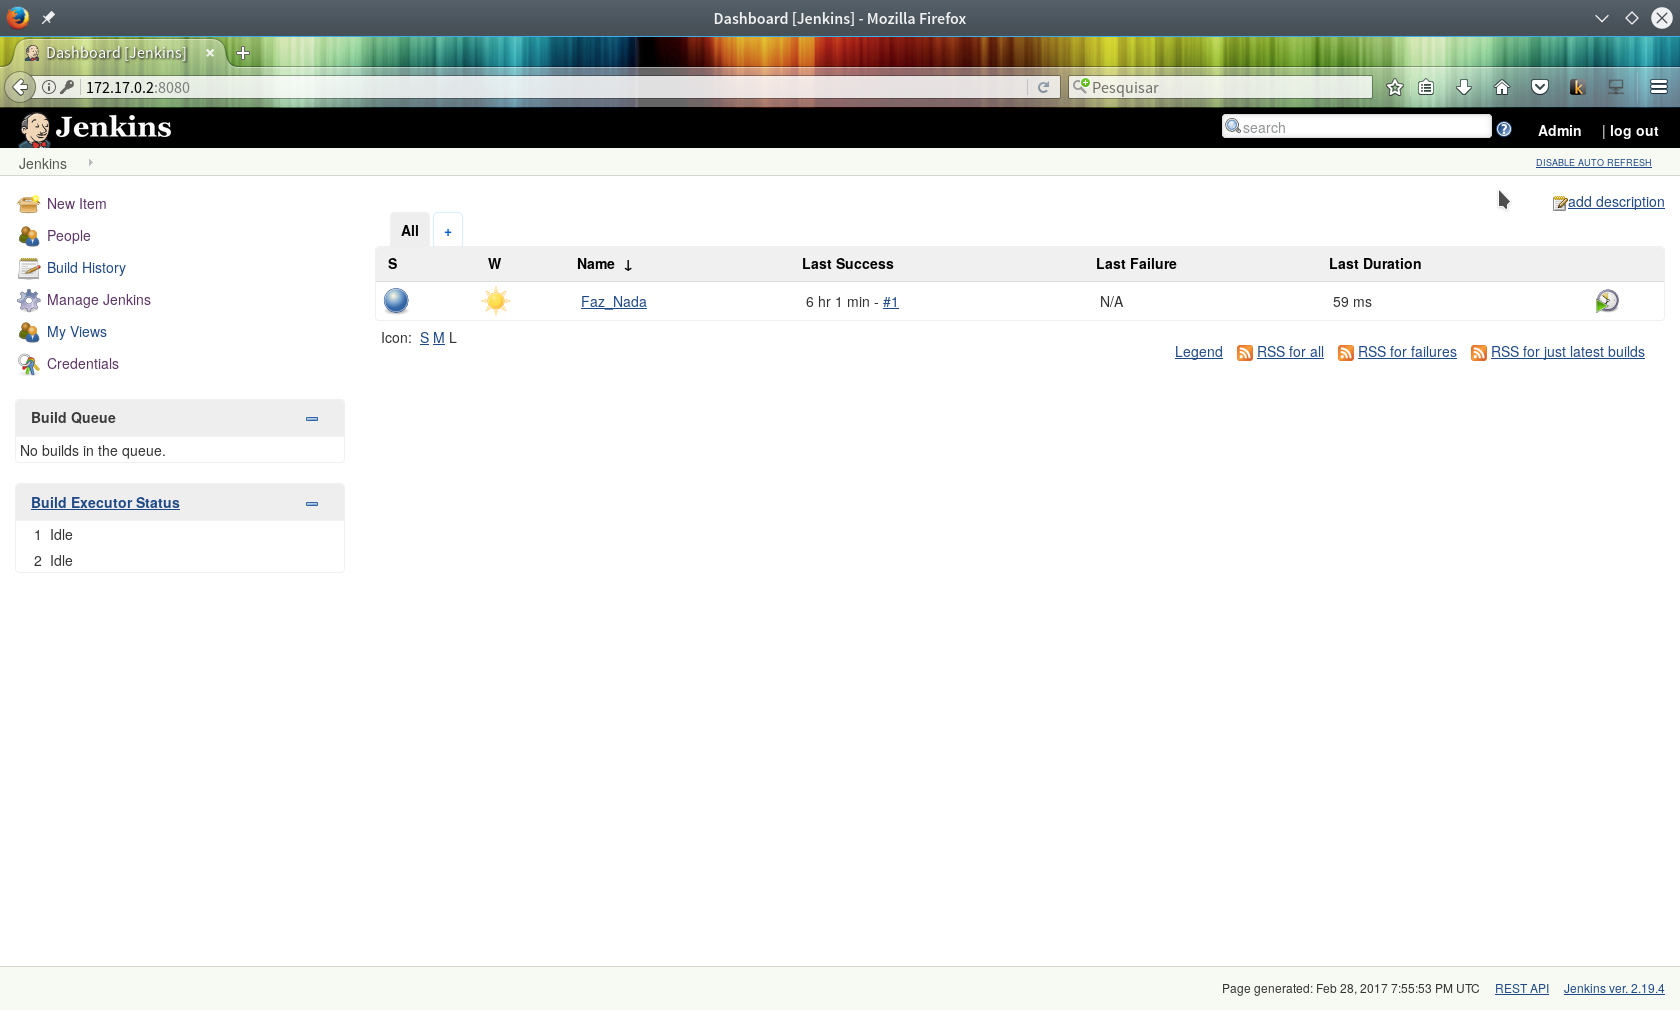 Dashboard [Jenkins] - Mozilla Firefox
Dashboard [Jenkins]
172.17.0.2:8080
Pesquisar
Jenkins
search
Admin | log out
Jenkins
DISABLE AUTO REFRESH
New Item
People
Build History
Manage Jenkins
My Views
Credentials
Build Queue
No builds in the queue.
Build Executor Status
1 Idle
2 Idle
add description
All +
S W Name ↓ Last Success Last Failure Last Duration
Faz_Nada 6 hr 1 min - #1 N/A 59 ms
Icon: S M L
Legend RSS for all RSS for failures RSS for just latest builds
Page generated: Feb 28, 2017 7:55:53 PM UTC REST API Jenkins ver. 2.19.4